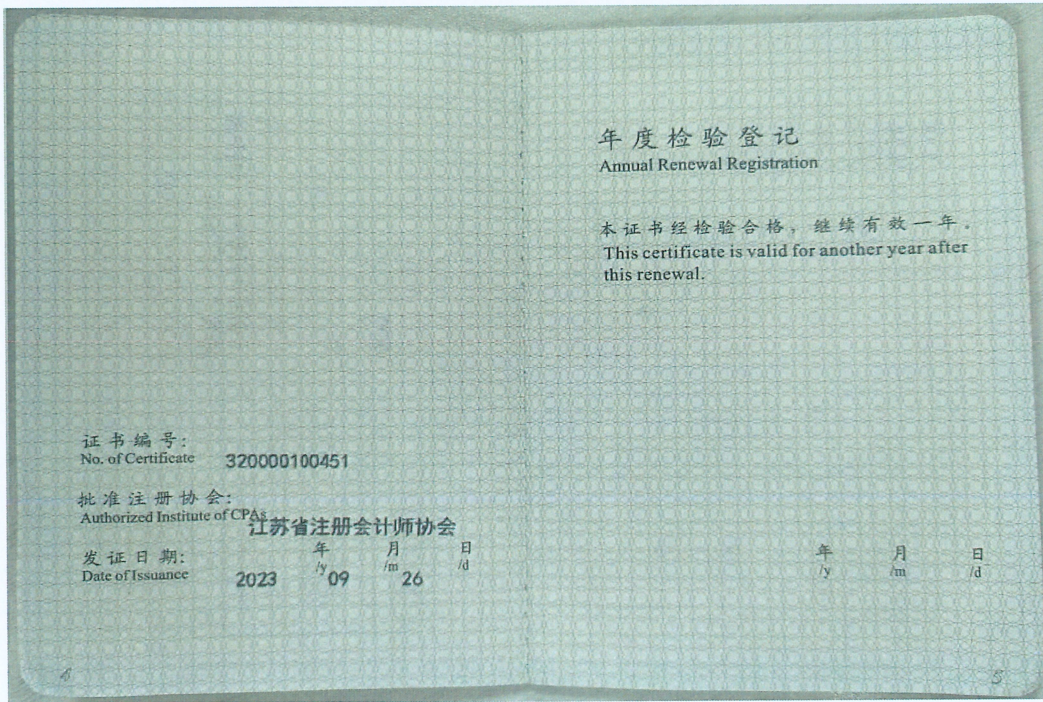 证书编号:
No. of Certificate 320000100451
批准注册协会:
Authorized Institute of CPAs 江苏省注册会计师协会
发证日期: 年 月 日
Date of Issuance 2023 /y 09 /m 26 /d
4
年度检验登记
Annual Renewal Registration
本证书经检验合格，继续有效一年。
This certificate is valid for another year after
this renewal.
年 月 日
/y /m /d
5